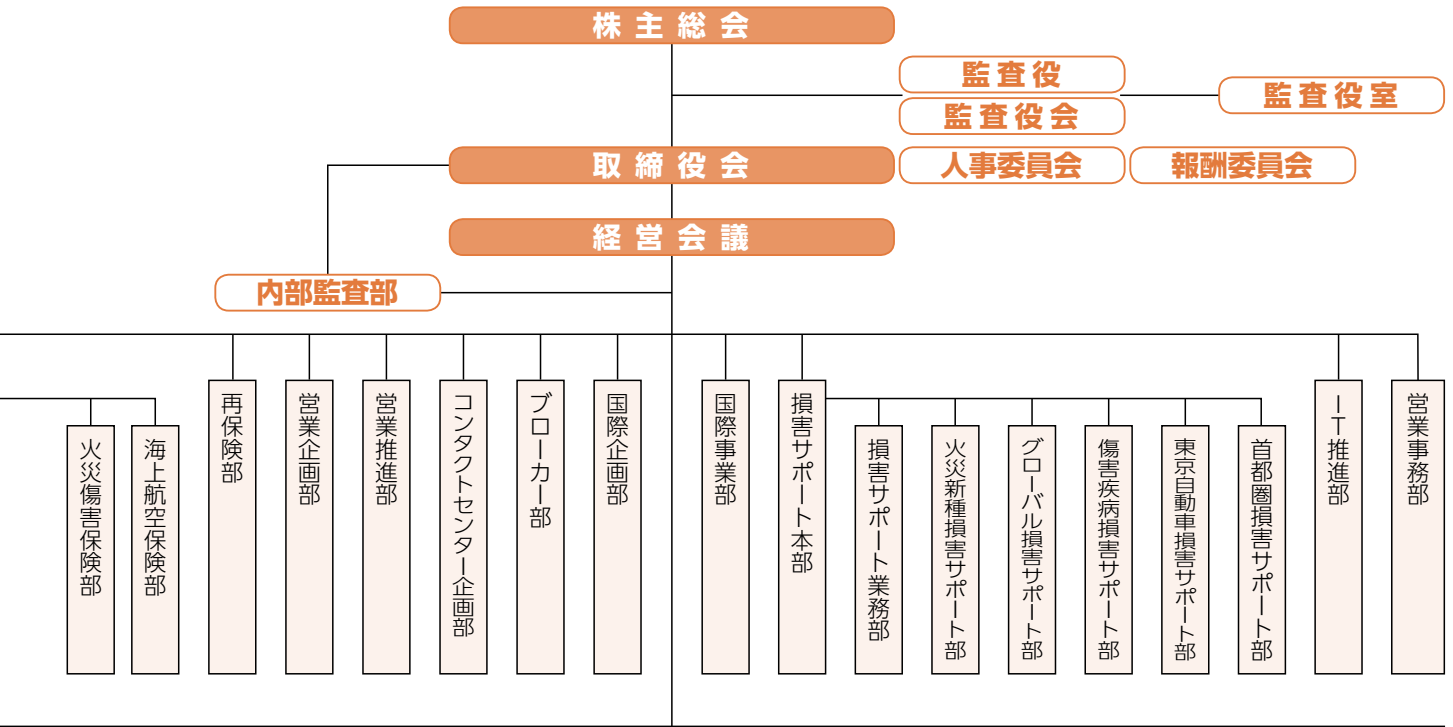 株主総会
監査役
監査役会
監査役室
取締役会
人事委員会
報酬委員会
経営会議
内部監査部
火災傷害保険部
海上航空保険部
再保険部
営業企画部
営業推進部
コンタクトセンター企画部
ブローカー部
国際企画部
国際事業部
損害サポート本部
損害サポート業務部
火災新種損害サポート部
グローバル損害サポート部
傷害疾病損害サポート部
東京自動車損害サポート部
首都圏損害サポート部
IT推進部
営業事務部